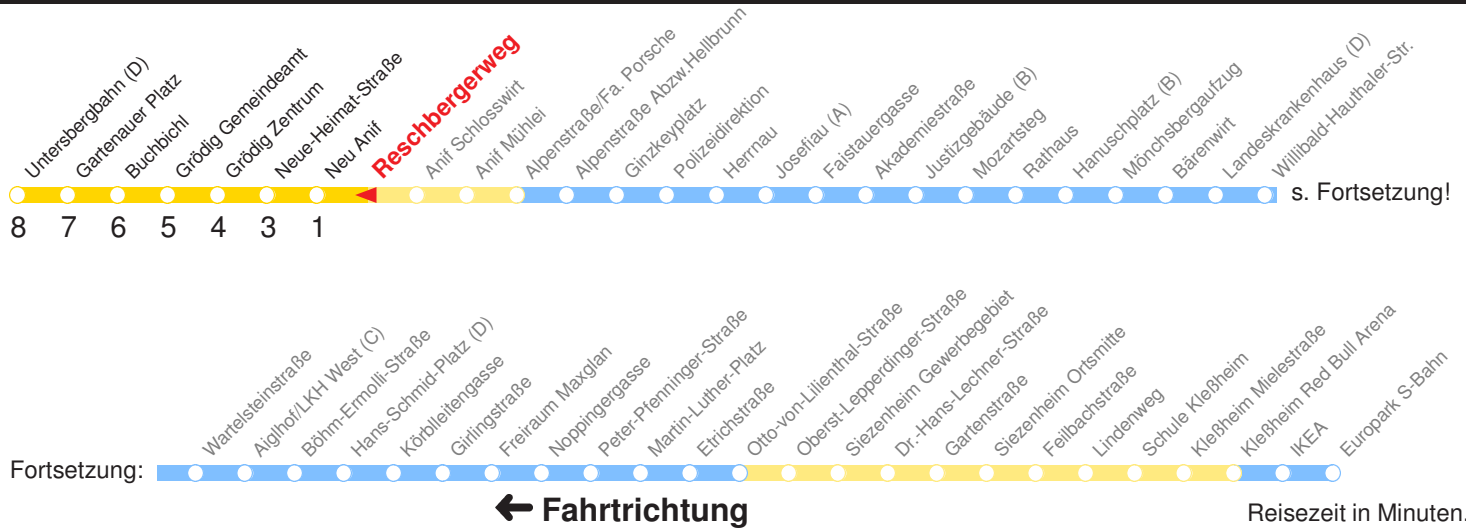 Untersbergbahn (D)
Gartenauer Platz
Buchbichl
Grödig Gemeindeamt
Grödig Zentrum
Neue-Heimat-Straße
Neu Anif
Reschbergerweg
Anif Schlosswirt
Anif Mühlei
Alpenstraße/Fa. Porsche
Alpenstraße Abzw.Hellbrunn
Ginzkeyplatz
Polizeidirektion
Herrnau
Josefiau (A)
Faistauergasse
Akademiestraße
Justizgebäude (B)
Mozartsteg
Rathaus
Hanuschplatz (B)
Mönchsbergaufzug
Bärenwirt
Landeskrankenhaus (D)
Willibald-Hauthaler-Str.
s. Fortsetzung!
8 7 6 5 4 3 1
Fortsetzung:
Wartelsteinstraße
Aiglhof/LKH West (C)
Böhm-Ermolli-Straße
Hans-Schmid-Platz (D)
Körbleitengasse
Girlingstraße
Freiraum Maxglan
Noppingergasse
Peter-Pfenninger-Straße
Martin-Luther-Platz
Etrichstraße
Otto-von-Lilienthal-Straße
Oberst-Lepperdinger-Straße
Siezenheim Gewerbegebiet
Dr.-Hans-Lechner-Straße
Gartenstraße
Siezenheim Ortsmitte
Feilbachstraße
Lindenweg
Schule Kleßheim
Kleßheim Mielestraße
Kleßheim Red Bull Arena
IKEA
Europark S-Bahn
Fahrtrichtung
Reisezeit in Minuten.